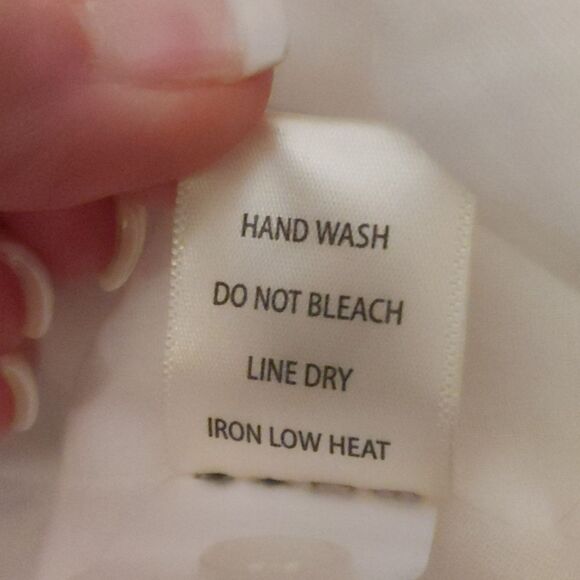 HAND WASH
DO NOT BLEACH
LINE DRY
IRON LOW HEAT